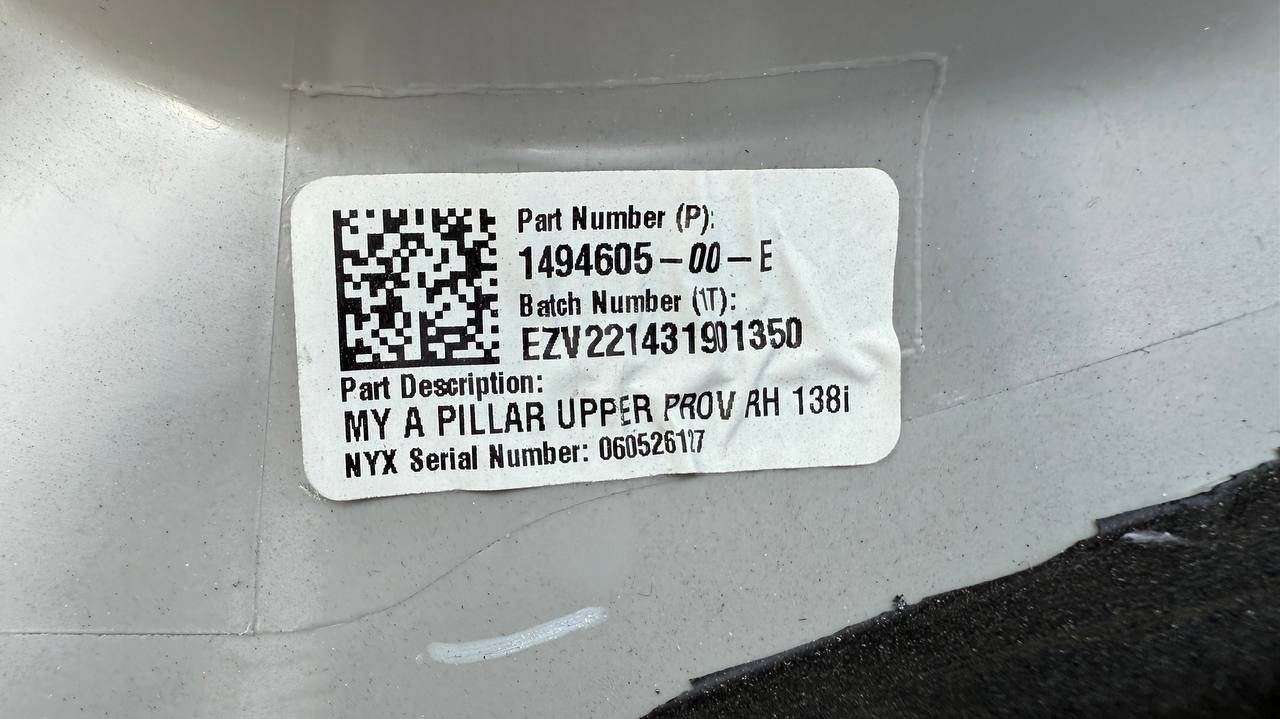 Part Number (P):
1494605-00-E
Batch Number (1T):
EZV221431901350
Part Description:
MY A PILLAR UPPER PROV RH 138i
NYX Serial Number: 060526127